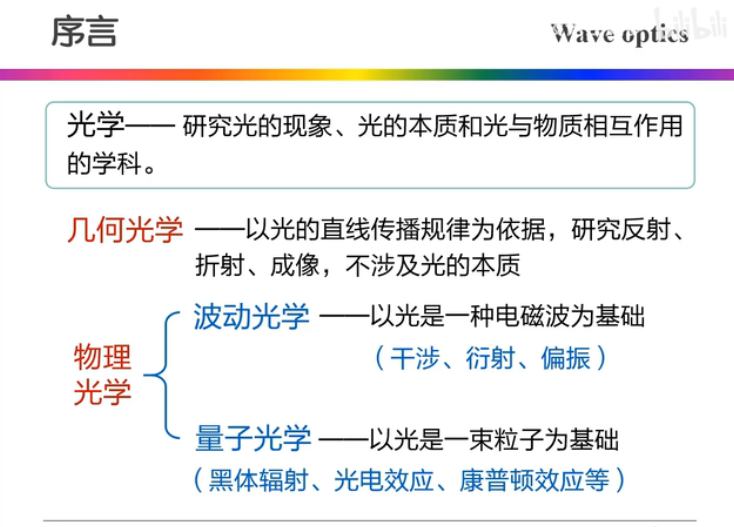 序言
Wave optics
bilibili
光学—— 研究光的现象、光的本质和光与物质相互作用
的学科。
几何光学 ——以光的直线传播规律为依据，研究反射、
折射、成像，不涉及光的本质
波动光学 ——以光是一种电磁波为基础
（干涉、衍射、偏振）
物理
光学
量子光学 ——以光是一束粒子为基础
（黑体辐射、光电效应、康普顿效应等）